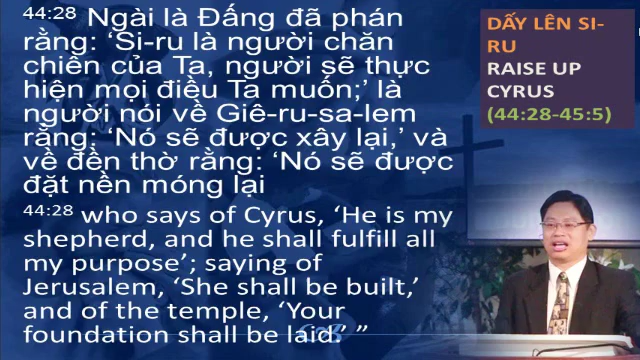 44:28 Ngài là Đấng đã phán
rằng: ‘Si-ru là người chăn
chiên của Ta, người sẽ thực
hiện mọi điều Ta muốn;’ là
người nói về Giê-ru-sa-lem
rằng: ‘Nó sẽ được xây lại,’ và
về đền thờ rằng: ‘Nó sẽ được
đặt nền móng lại
44:28 who says of Cyrus, ‘He is my
shepherd, and he shall fulfill all
my purpose’; saying of
Jerusalem, ‘She shall be built,’
and of the temple, ‘Your
foundation shall be laid.’ ”
DẤY LÊN SI-
RU
RAISE UP
CYRUS
(44:28-45:5)